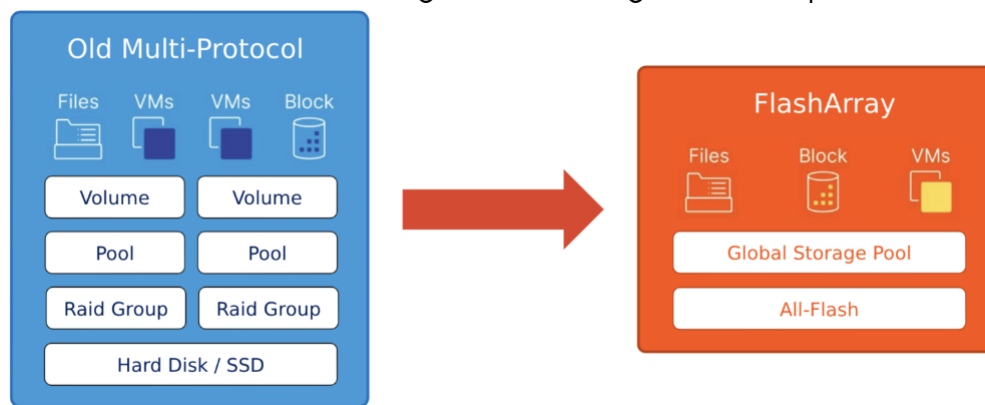 Old Multi-Protocol
Files VMs VMs Block
Volume Volume
Pool Pool
Raid Group Raid Group
Hard Disk / SSD
FlashArray
Files Block VMs
Global Storage Pool
All-Flash